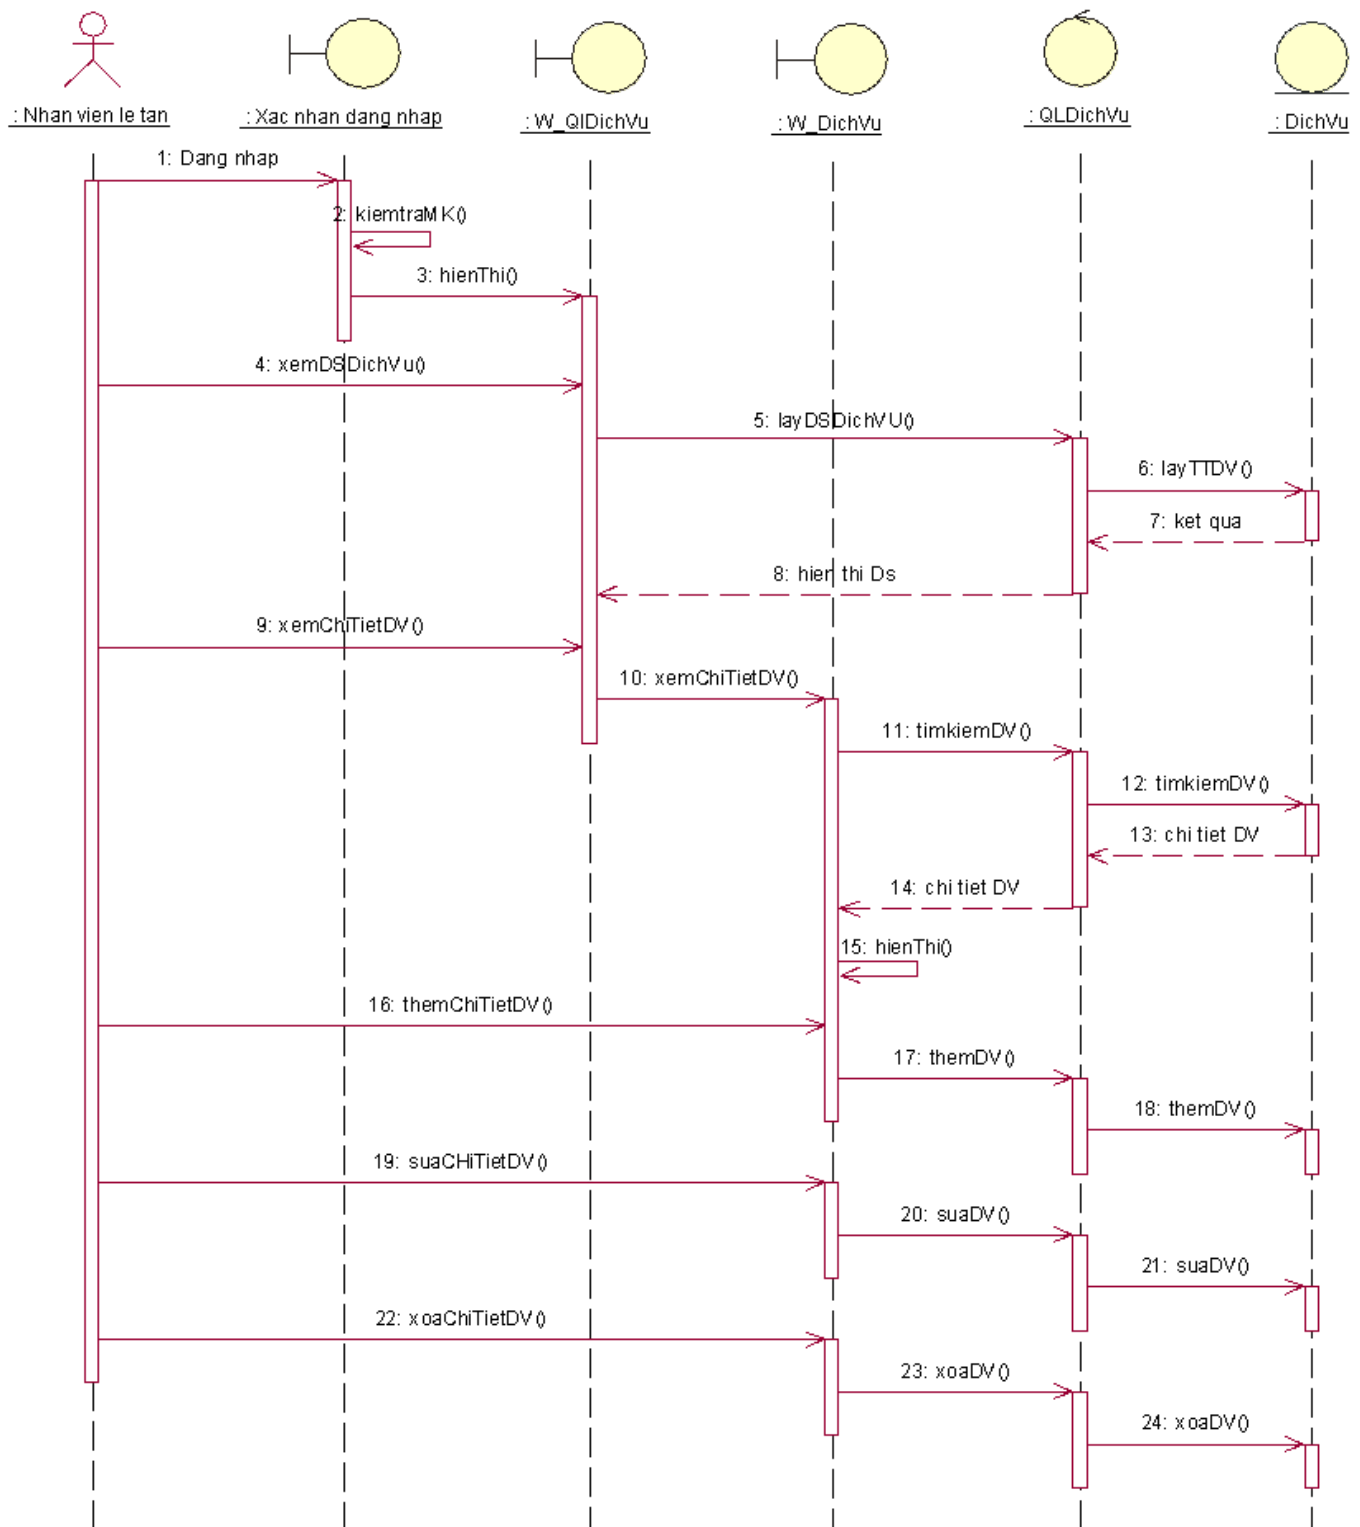 : Nhan vien le tan
: Xac nhan dang nhap
: W_QlDichVu
: W_DichVu
: QLDichVu
: DichVu
1: Dang nhap
2: kiemtraMK()
3: hienThi()
4: xemDSDichVu()
5: layDSDichVU()
6: layTTDV()
7: ket qua
8: hien thi Ds
9: xemChiTietDV()
10: xemChiTietDV()
11: timkiemDV()
12: timkiemDV()
13: chi tiet DV
14: chi tiet DV
15: hienThi()
16: themChiTietDV()
17: themDV()
18: themDV()
19: suaCHiTietDV()
20: suaDV()
21: suaDV()
22: xoaChiTietDV()
23: xoaDV()
24: xoaDV()